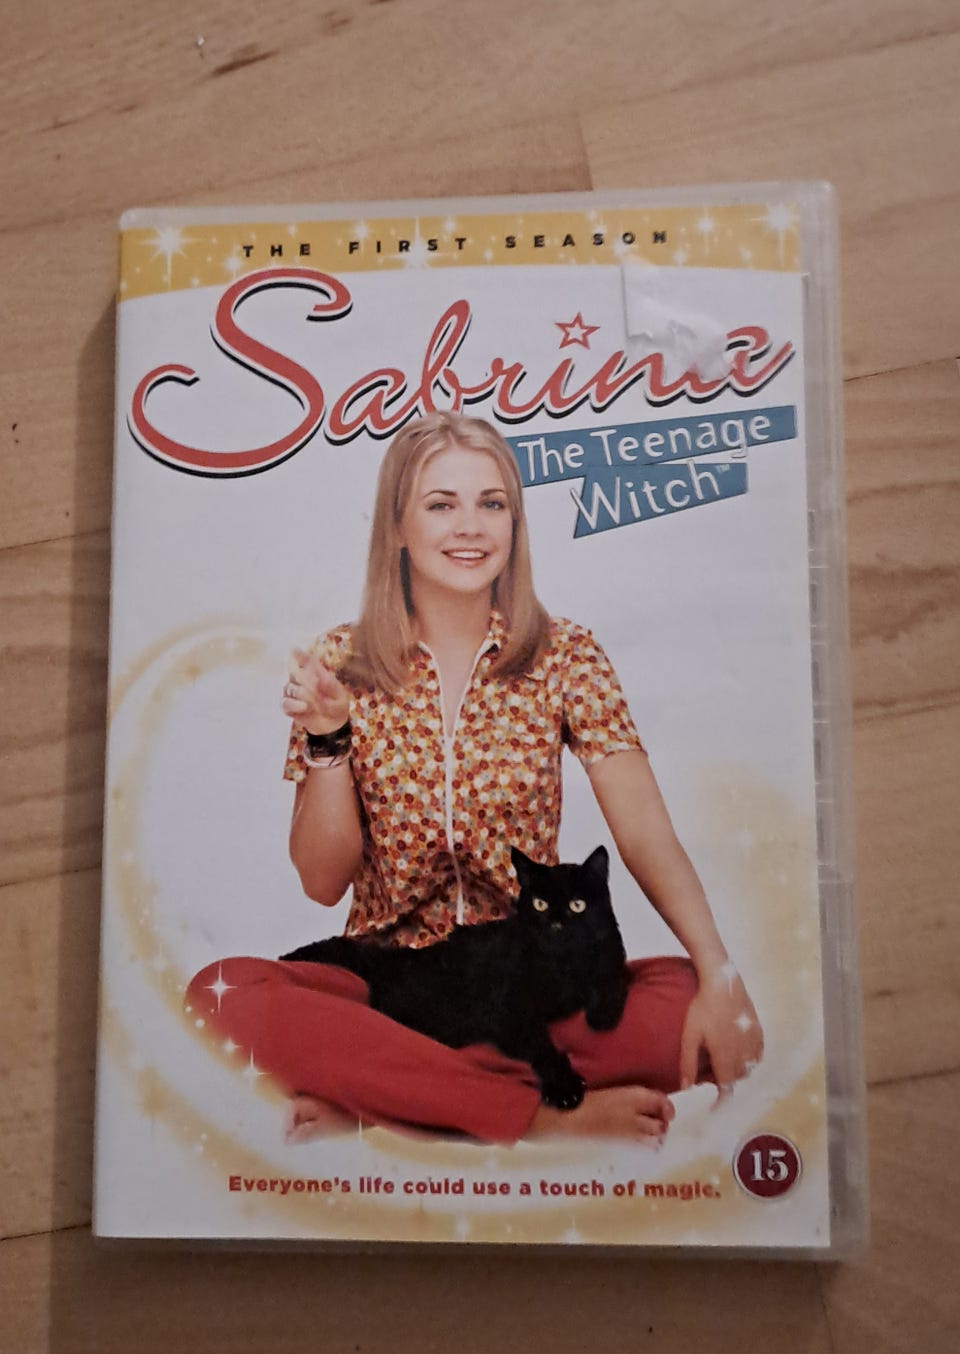 THE FIRST SEASON
Sabrina
The Teenage
Witch™
15
Everyone's life could use a touch of magic.